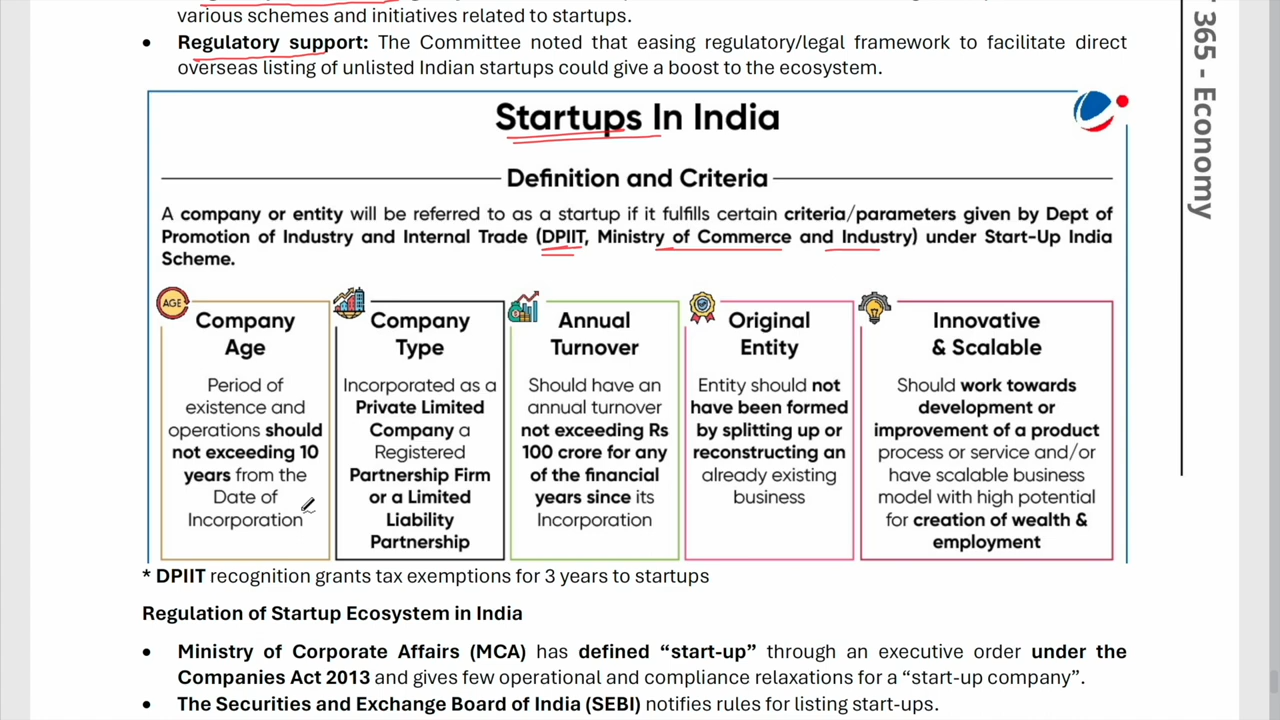 various schemes and initiatives related to startups.
• Regulatory support: The Committee noted that easing regulatory/legal framework to facilitate direct
overseas listing of unlisted Indian startups could give a boost to the ecosystem.
Startups In India
Definition and Criteria
A company or entity will be referred to as a startup if it fulfills certain criteria/parameters given by Dept of
Promotion of Industry and Internal Trade (DPIIT, Ministry of Commerce and Industry) under Start-Up India
Scheme.
AGE
Company
Age
Period of
existence and
operations should
not exceeding 10
years from the
Date of
Incorporation
Company
Type
Incorporated as a
Private Limited
Company a
Registered
Partnership Firm
or a Limited
Liability
Partnership
Annual
Turnover
Should have an
annual turnover
not exceeding Rs
100 crore for any
of the financial
years since its
Incorporation
Original
Entity
Entity should not
have been formed
by splitting up or
reconstructing an
already existing
business
Innovative
& Scalable
Should work towards
development or
improvement of a product
process or service and/or
have scalable business
model with high potential
for creation of wealth &
employment
* DPIIT recognition grants tax exemptions for 3 years to startups
Regulation of Startup Ecosystem in India
• Ministry of Corporate Affairs (MCA) has defined “start-up” through an executive order under the
Companies Act 2013 and gives few operational and compliance relaxations for a “start-up company”.
• The Securities and Exchange Board of India (SEBI) notifies rules for listing start-ups.
365 - Economy